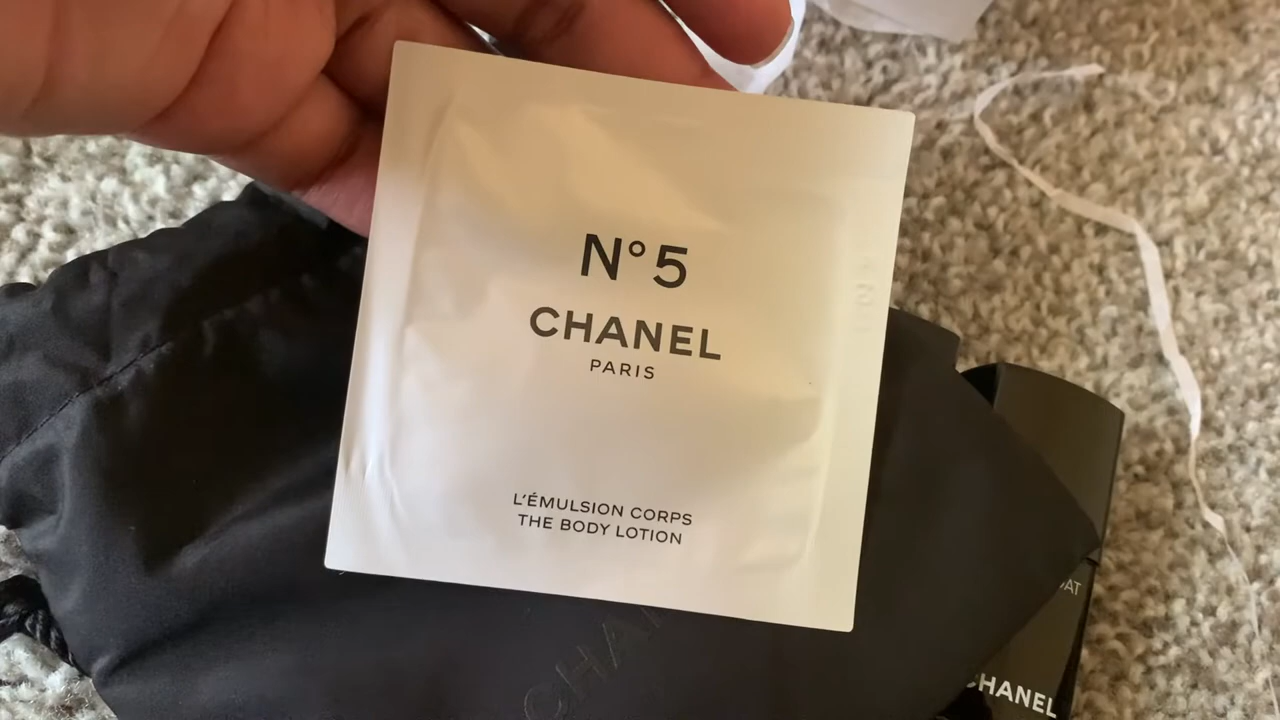 N°5
CHANEL
PARIS
L'ÉMULSION CORPS
THE BODY LOTION
CHANEL